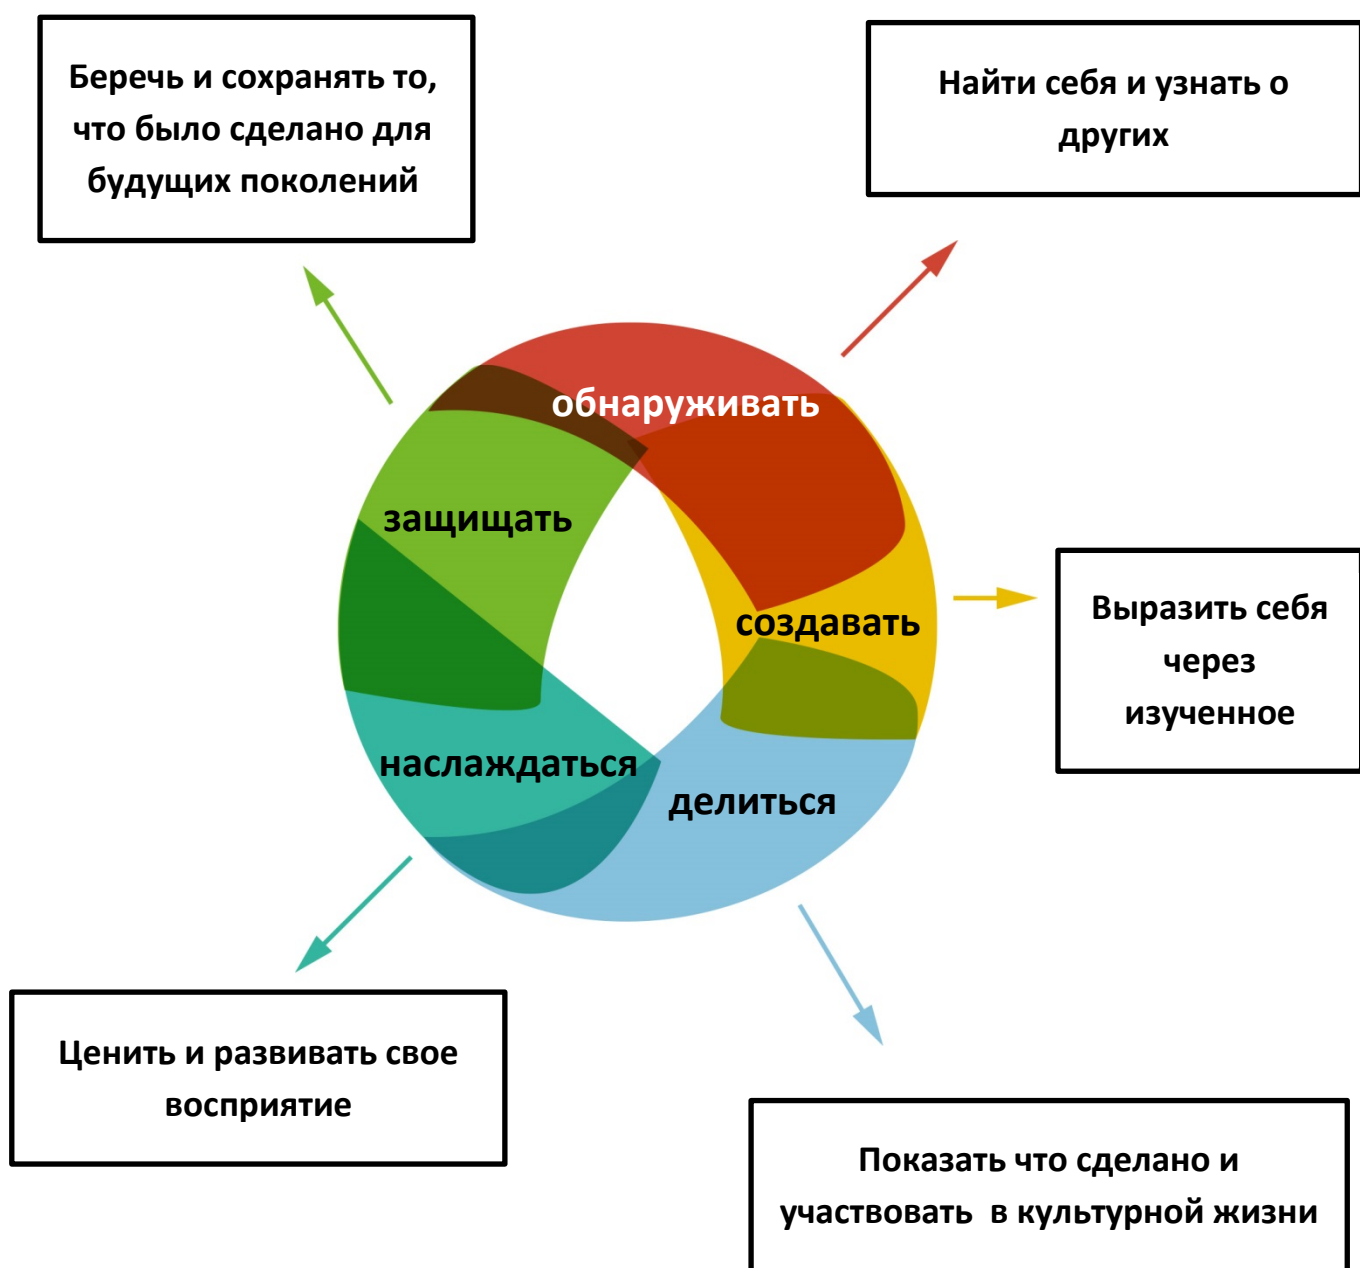 Беречь и сохранять то,
что было сделано для
будущих поколений
Найти себя и узнать о
других
обнаруживать
защищать
создавать
Выразить себя
через
изученное
наслаждаться
делиться
Ценить и развивать свое
восприятие
Показать что сделано и
участвовать в культурной жизни